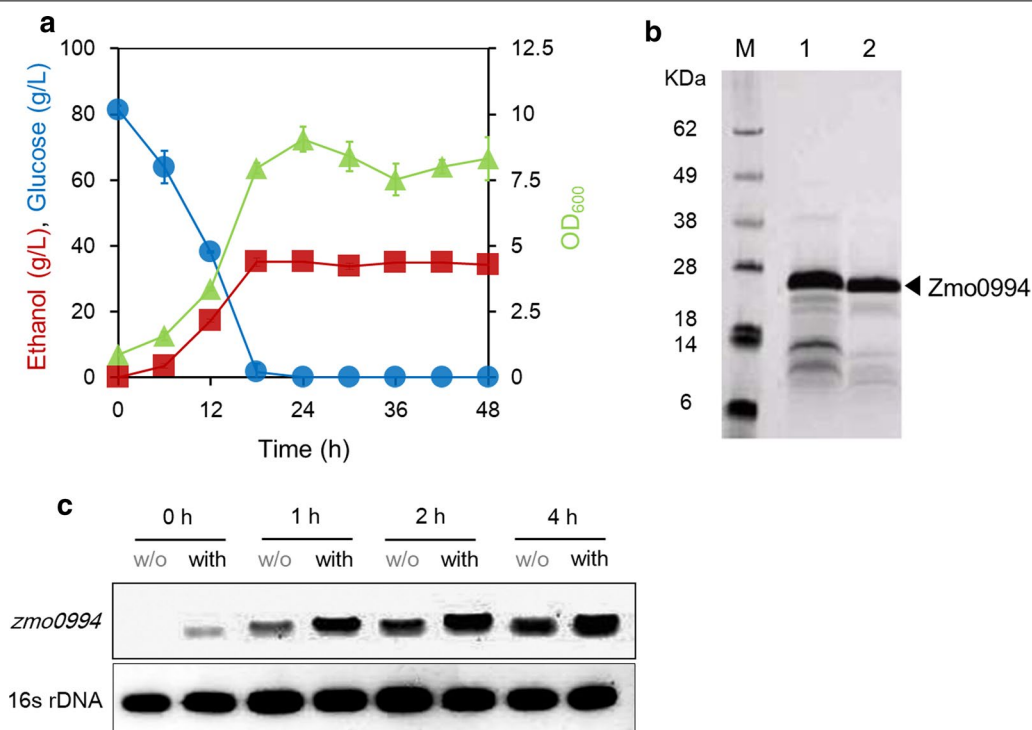 a
Ethanol (g/L), Glucose (g/L)
100
80
60
40
20
0
12.5
10
7.5
5
2.5
0
OD600
0 12 24 36 48
Time (h)
b
M 1 2
KDa
62
49
38
28
18
14
6
Zmo0994
c
0 h 1 h 2 h 4 h
w/o with w/o with w/o with w/o with
zmo0994
16s rDNA